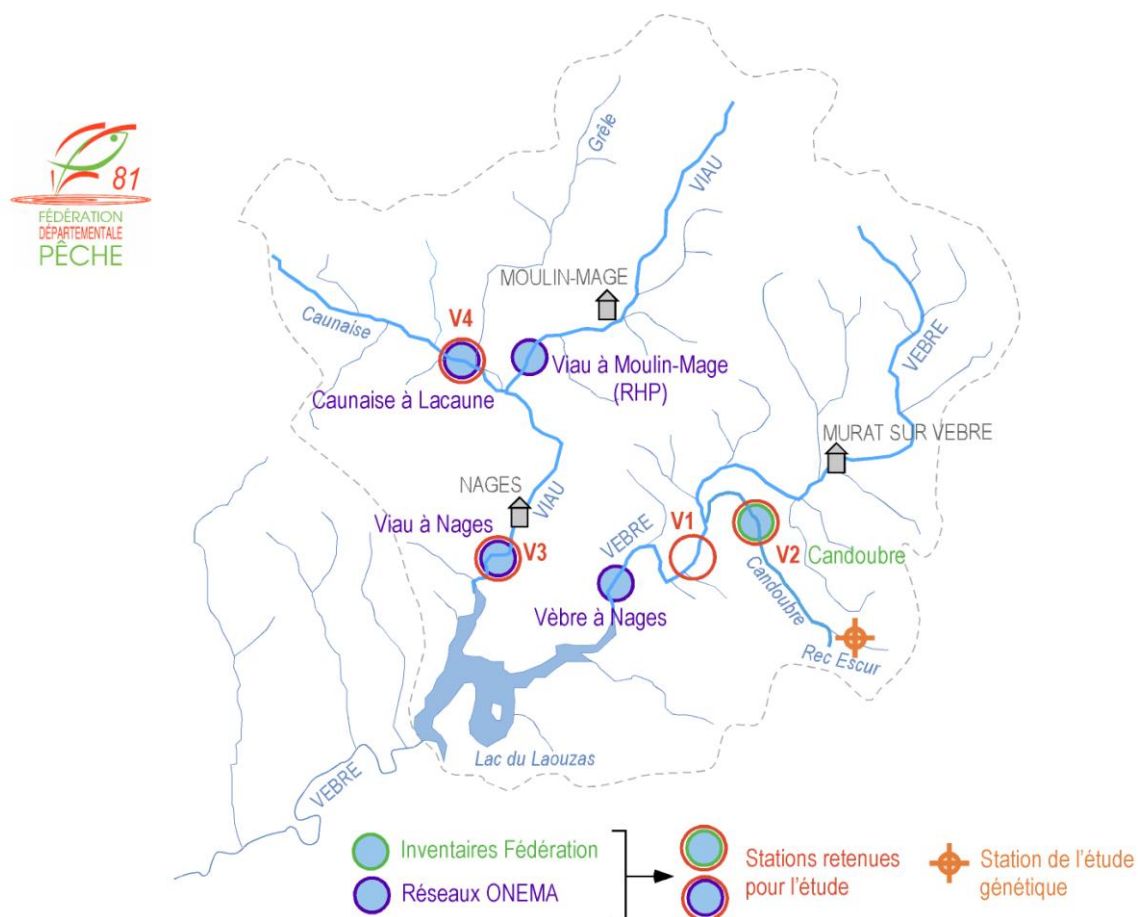 81
FÉDÉRATION
DÉPARTEMENTALE
PÊCHE
Grêle
VIAU
MOULIN-MAGE
Caunaise
V4
VEBRE
Viau à Moulin-Mage
(RHP)
Caunaise à Lacaune
MURAT SUR VEBRE
NAGES
VIAU
Viau à Nages
V3
VEBRE
V1
V2
Candoubre
Candoubre
Vèbre à Nages
Rec Escur
Lac du Laouzas
VEBRE
Inventaires Fédération
Réseaux ONEMA
Stations retenues
pour l'étude
Station de l'étude
génétique